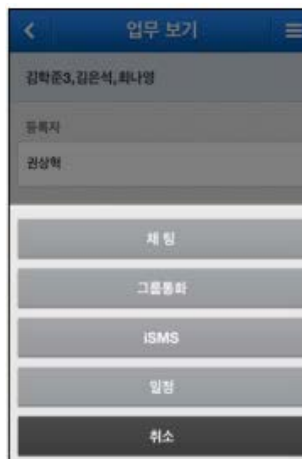 업무 보기
김학준3,김은석,최나영
등록자
권상혁
채 팅
그룹통화
iSMS
일정
취소